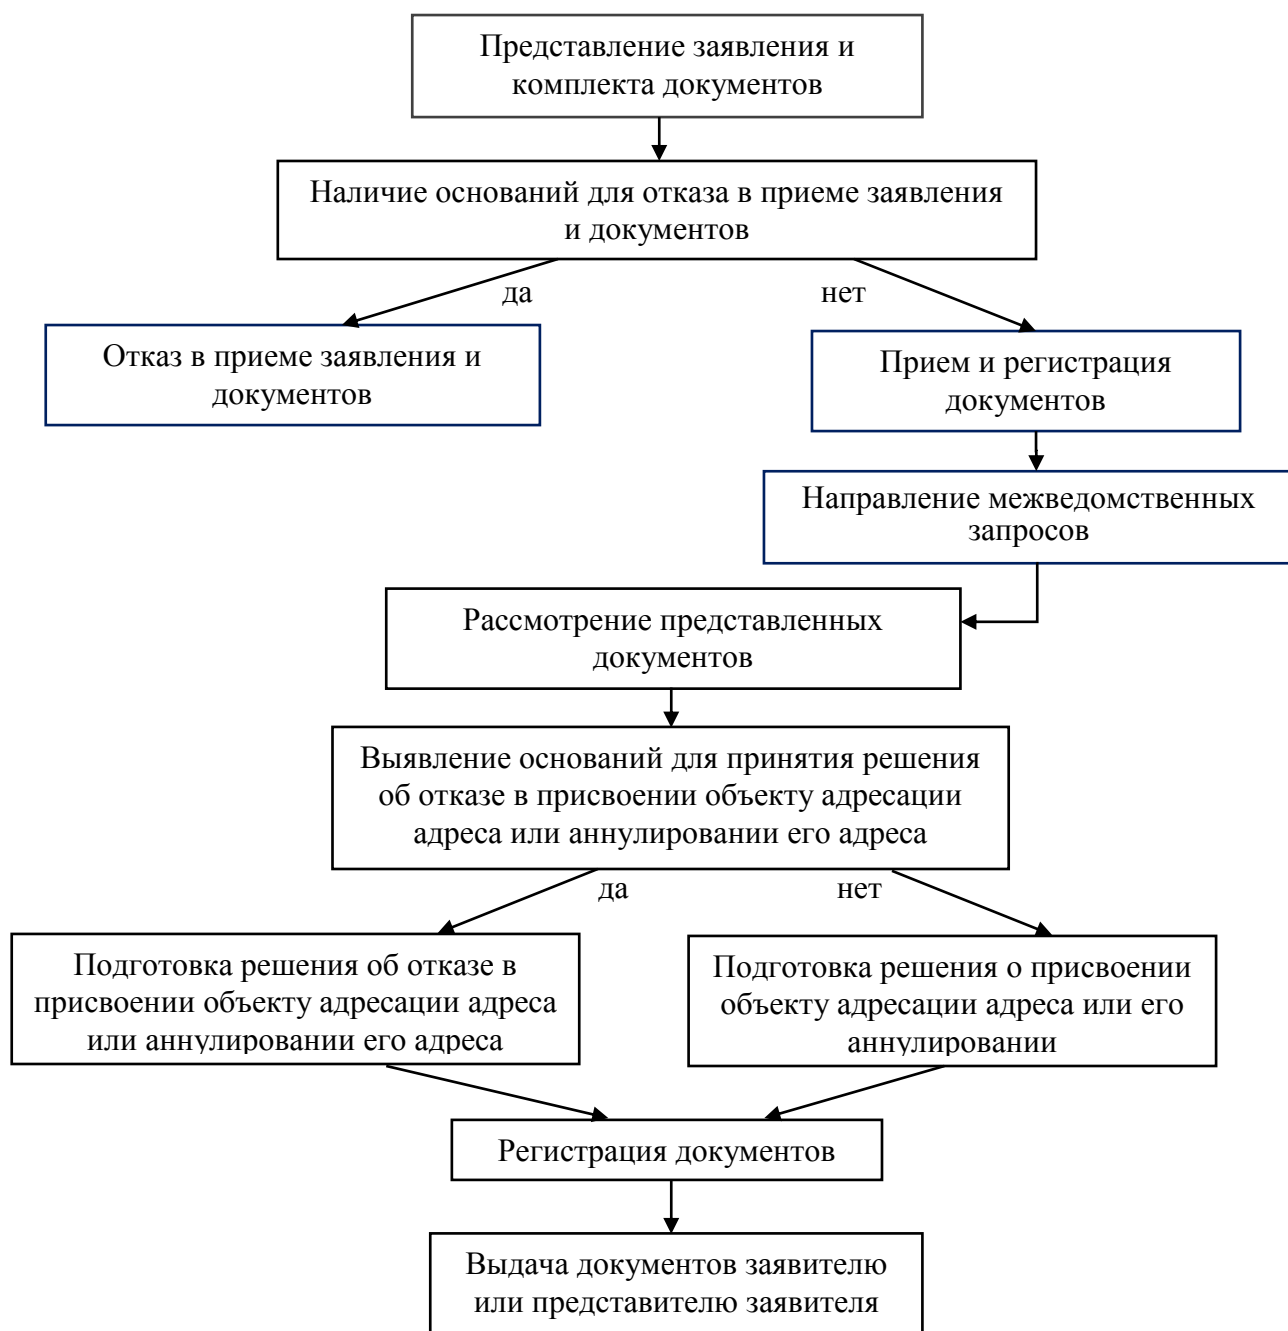 Представление заявления и
комплекта документов
Наличие оснований для отказа в приеме заявления
и документов
да
нет
Отказ в приеме заявления и
документов
Прием и регистрация
документов
Направление межведомственных
запросов
Рассмотрение представленных
документов
Выявление оснований для принятия решения
об отказе в присвоении объекту адресации
адреса или аннулировании его адреса
да
нет
Подготовка решения об отказе в
присвоении объекту адресации адреса
или аннулировании его адреса
Подготовка решения о присвоении
объекту адресации адреса или его
аннулировании
Регистрация документов
Выдача документов заявителю
или представителю заявителя